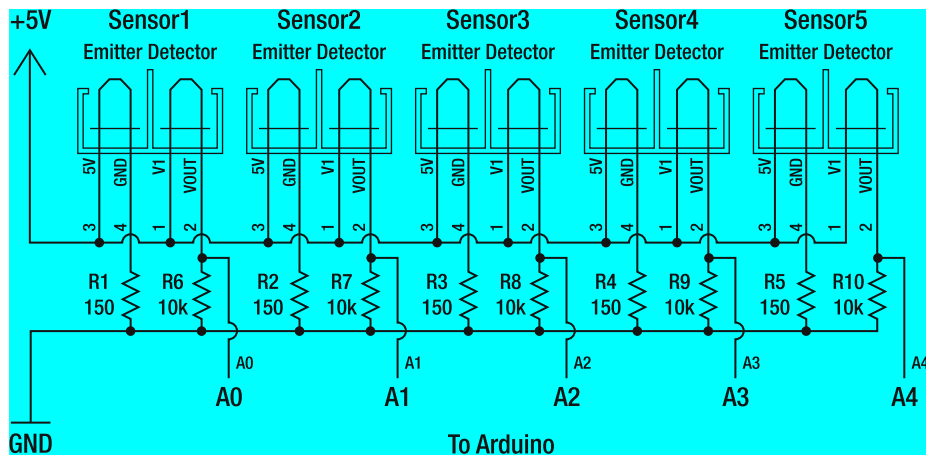 +5V Sensor1 Sensor2 Sensor3 Sensor4 Sensor5
Emitter Detector Emitter Detector Emitter Detector Emitter Detector Emitter Detector
5V GND V1 VOUT 5V GND V1 VOUT 5V GND V1 VOUT 5V GND V1 VOUT 5V GND V1 VOUT
3 4 1 2 3 4 1 2 3 4 1 2 3 4 1 2 3 4 1 2
R1 R6 R2 R7 R3 R8 R4 R9 R5 R10
150 10k 150 10k 150 10k 150 10k 150 10k
A0 A1 A2 A3 A4
A0 A1 A2 A3 A4
GND To Arduino